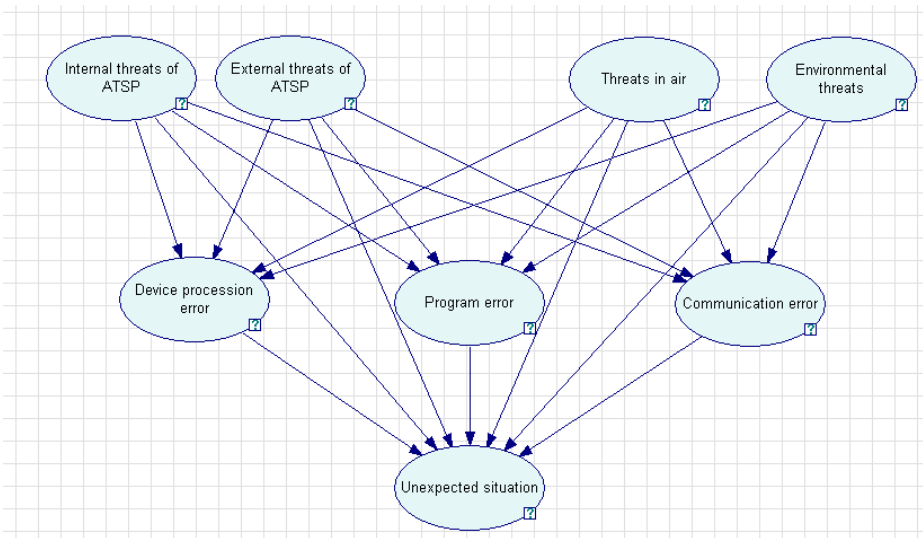 Internal threats of
ATSP
?
External threats of
ATSP
?
Threats in air
?
Environmental
threats
?
Device procession
error
?
Program error
?
Communication error
?
Unexpected situation
?